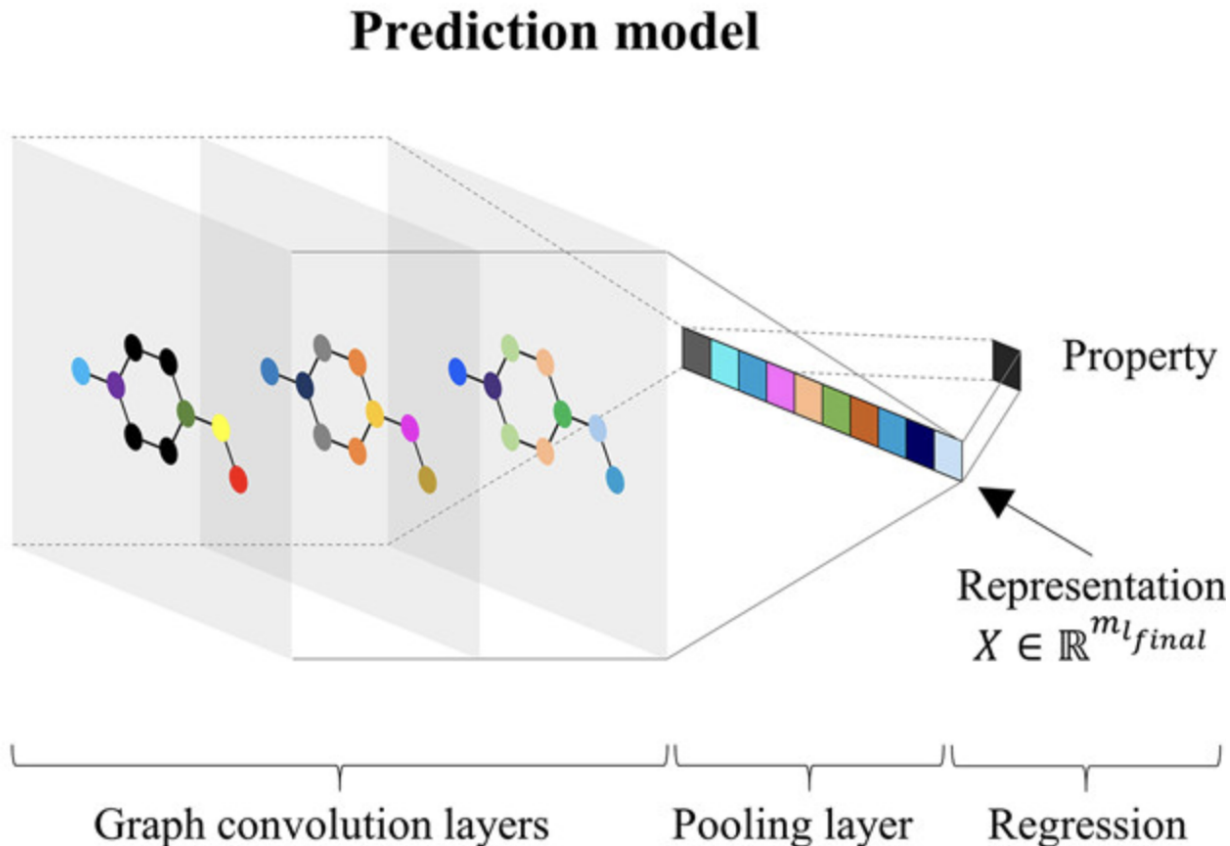 Prediction model
Property
Representation
X ∈ ℝ^{m_{l_{final}}}
Graph convolution layers
Pooling layer
Regression